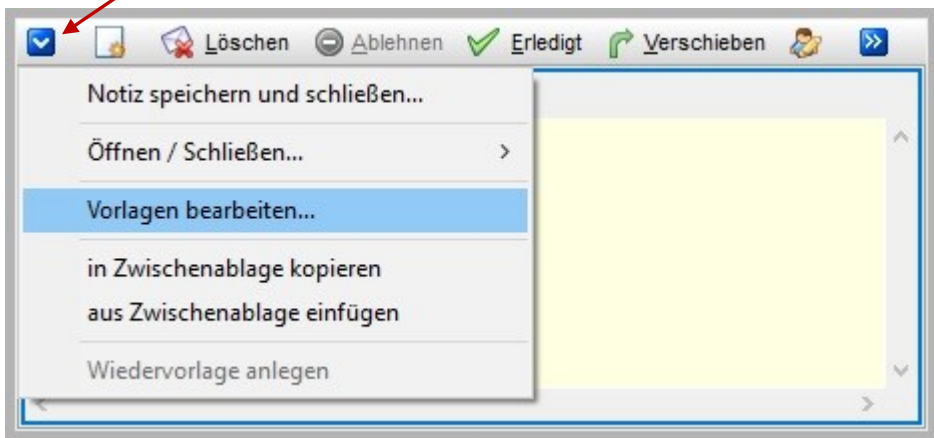 Löschen Ablehnen Erledigt Verschieben
Notiz speichern und schließen...
Öffnen / Schließen...
Vorlagen bearbeiten...
in Zwischenablage kopieren
aus Zwischenablage einfügen
Wiedervorlage anlegen